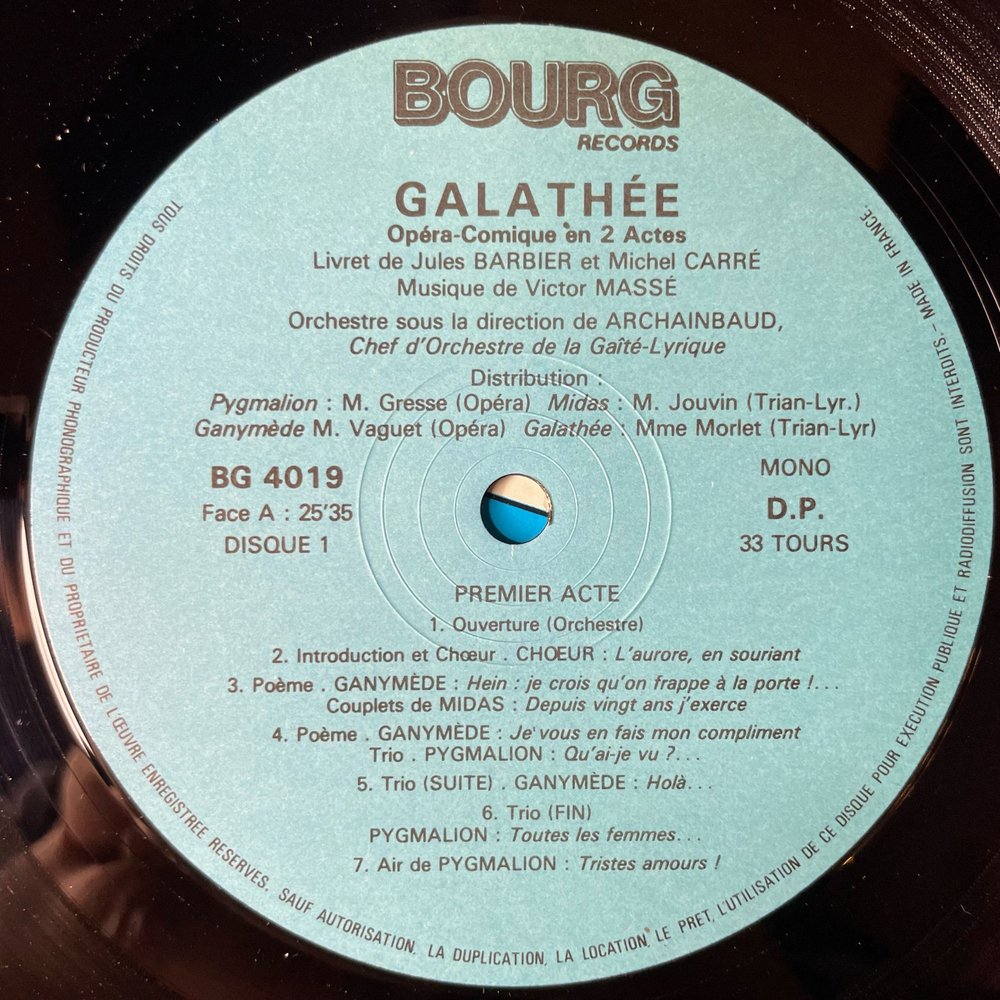 BOURG
RECORDS
GALATHÉE
Opéra-Comique en 2 Actes
Livret de Jules BARBIER et Michel CARRÉ
Musique de Victor MASSÉ
Orchestre sous la direction de ARCHAINBAUD,
Chef d'Orchestre de la Gaîté-Lyrique
Distribution :
Pygmalion : M. Gresse (Opéra) Midas : M. Jouvin (Trian-Lyr.)
Ganymède M. Vaguet (Opéra) Galathée : Mme Morlet (Trian-Lyr)
BG 4019
Face A : 25'35
DISQUE 1
MONO
D.P.
33 TOURS
PREMIER ACTE
1. Ouverture (Orchestre)
2. Introduction et Chœur . CHOEUR : L'aurore, en souriant
3. Poème . GANYMÈDE : Hein : je crois qu'on frappe à la porte !...
Couplets de MIDAS : Depuis vingt ans j'exerce
4. Poème . GANYMÈDE : Je vous en fais mon compliment
Trio . PYGMALION : Qu'ai-je vu ?...
5. Trio (SUITE) . GANYMÈDE : Holà...
6. Trio (FIN)
PYGMALION : Toutes les femmes...
7. Air de PYGMALION : Tristes amours !
TOUS DROITS DU PRODUCTEUR PHONOGRAPHIQUE ET DU PROPRIETAIRE DE L'ŒUVRE ENREGISTREE RESERVES. SAUF AUTORISATION, LA DUPLICATION, LA LOCATION, LE PRET, L'UTILISATION DE CE DISQUE POUR EXECUTION PUBLIQUE ET RADIODIFFUSION SONT INTERDITS. - MADE IN FRANCE.